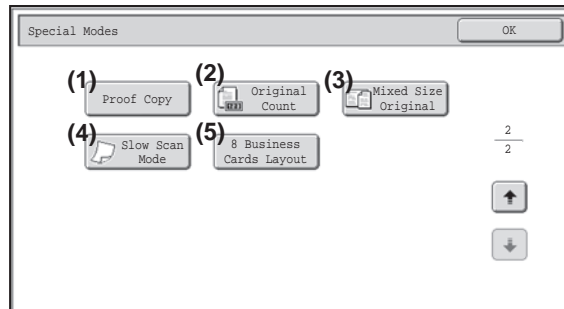 Special Modes
OK
(1)
Proof Copy
(2)
Original
Count
(3)
Mixed Size
Original
(4)
Slow Scan
Mode
(5)
8 Business
Cards Layout
2
2